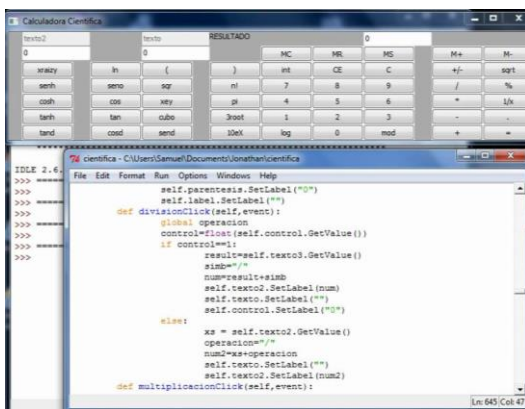 Calculadora Cientifica
texto2 texto RESULTADO 0
0 0 MC MR MS M+ M-
xraizy ln ( ) int CE C +/- sqrt
senh seno sqr n! 7 8 9 / %
cosh cos xey pi 4 5 6 * 1/x
tanh tan cubo 3root 1 2 3 - .
tand cosd send 10eX log 0 mod + =
IDLE 2.6.
>>>
>>>
>>>
>>>
>>>
>>>
cientifica - C:\Users\Samuel\Documents\Jonathan\cientifica
File Edit Format Run Options Windows Help
self.parentesis.SetLabel("0")
self.label.SetLabel("")
def divisionClick(self,event):
global operacion
control=float(self.control.GetValue())
if control==1:
result=self.texto3.GetValue()
simb="/"
num=result+simb
self.texto2.SetLabel(num)
self.texto.SetLabel("")
self.control.SetLabel("0")
else:
xs = self.texto2.GetValue()
operacion="/"
num2=xs+operacion
self.texto.SetLabel("")
self.texto2.SetLabel(num2)
def multiplicacionClick(self,event):
Ln: 645 Col: 47